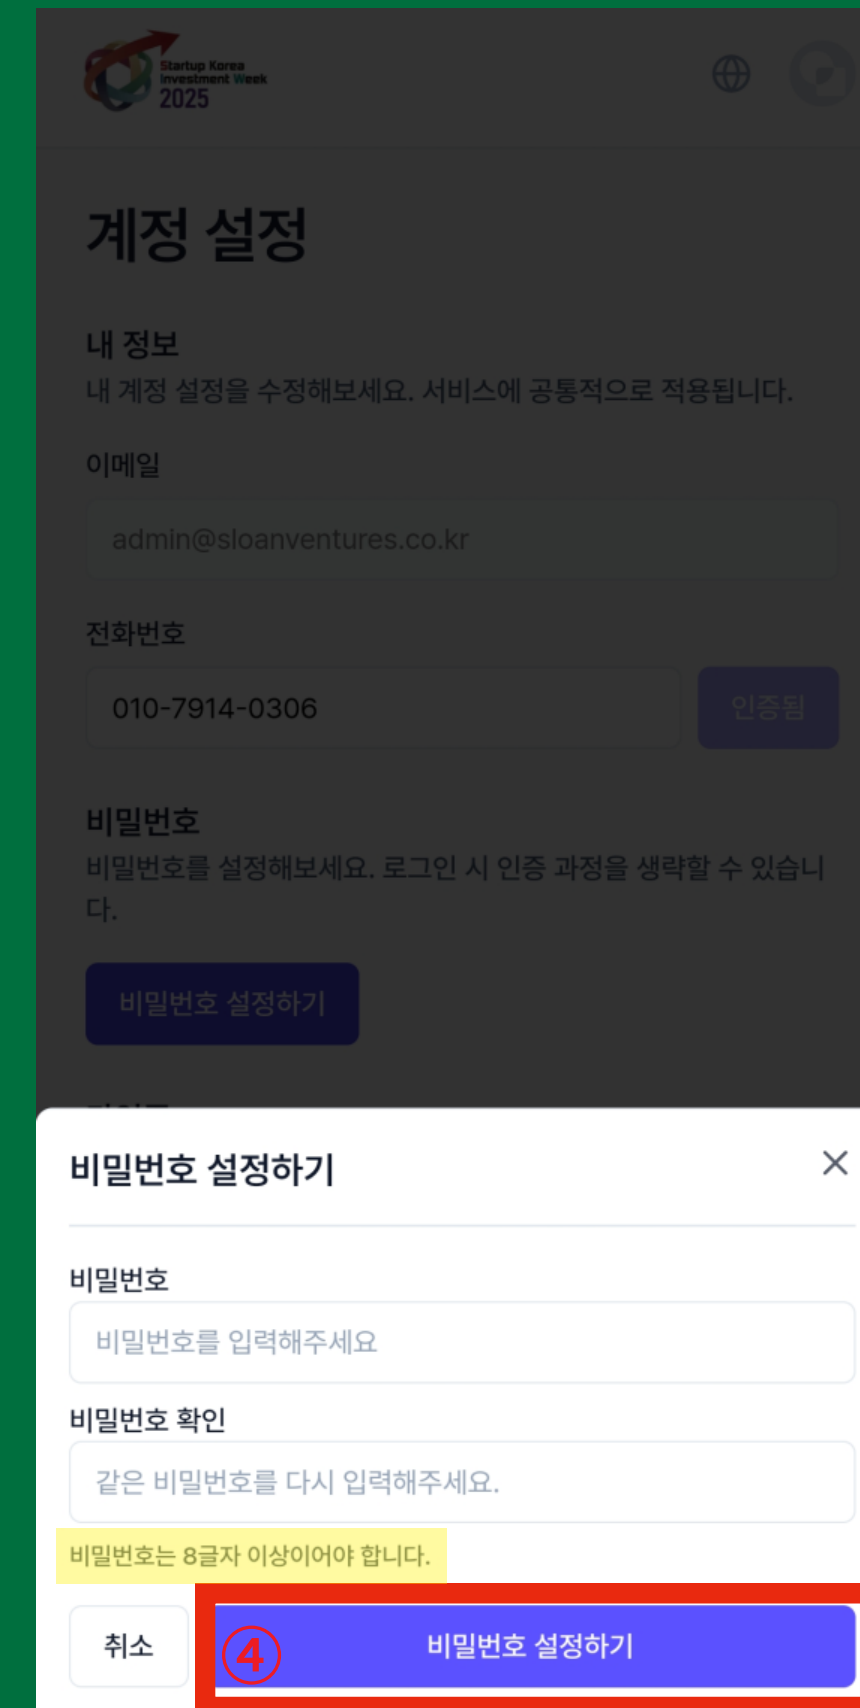 Startup Korea
Investment Week
2025
계정 설정
내 정보
내 계정 설정을 수정해보세요. 서비스에 공통적으로 적용됩니다.
이메일
admin@sloanventures.co.kr
전화번호
010-7914-0306
인증됨
비밀번호
비밀번호를 설정해보세요. 로그인 시 인증 과정을 생략할 수 있습니
다.
비밀번호 설정하기
비밀번호 설정하기
비밀번호
비밀번호를 입력해주세요
비밀번호 확인
같은 비밀번호를 다시 입력해주세요.
비밀번호는 8글자 이상이어야 합니다.
취소
④
비밀번호 설정하기